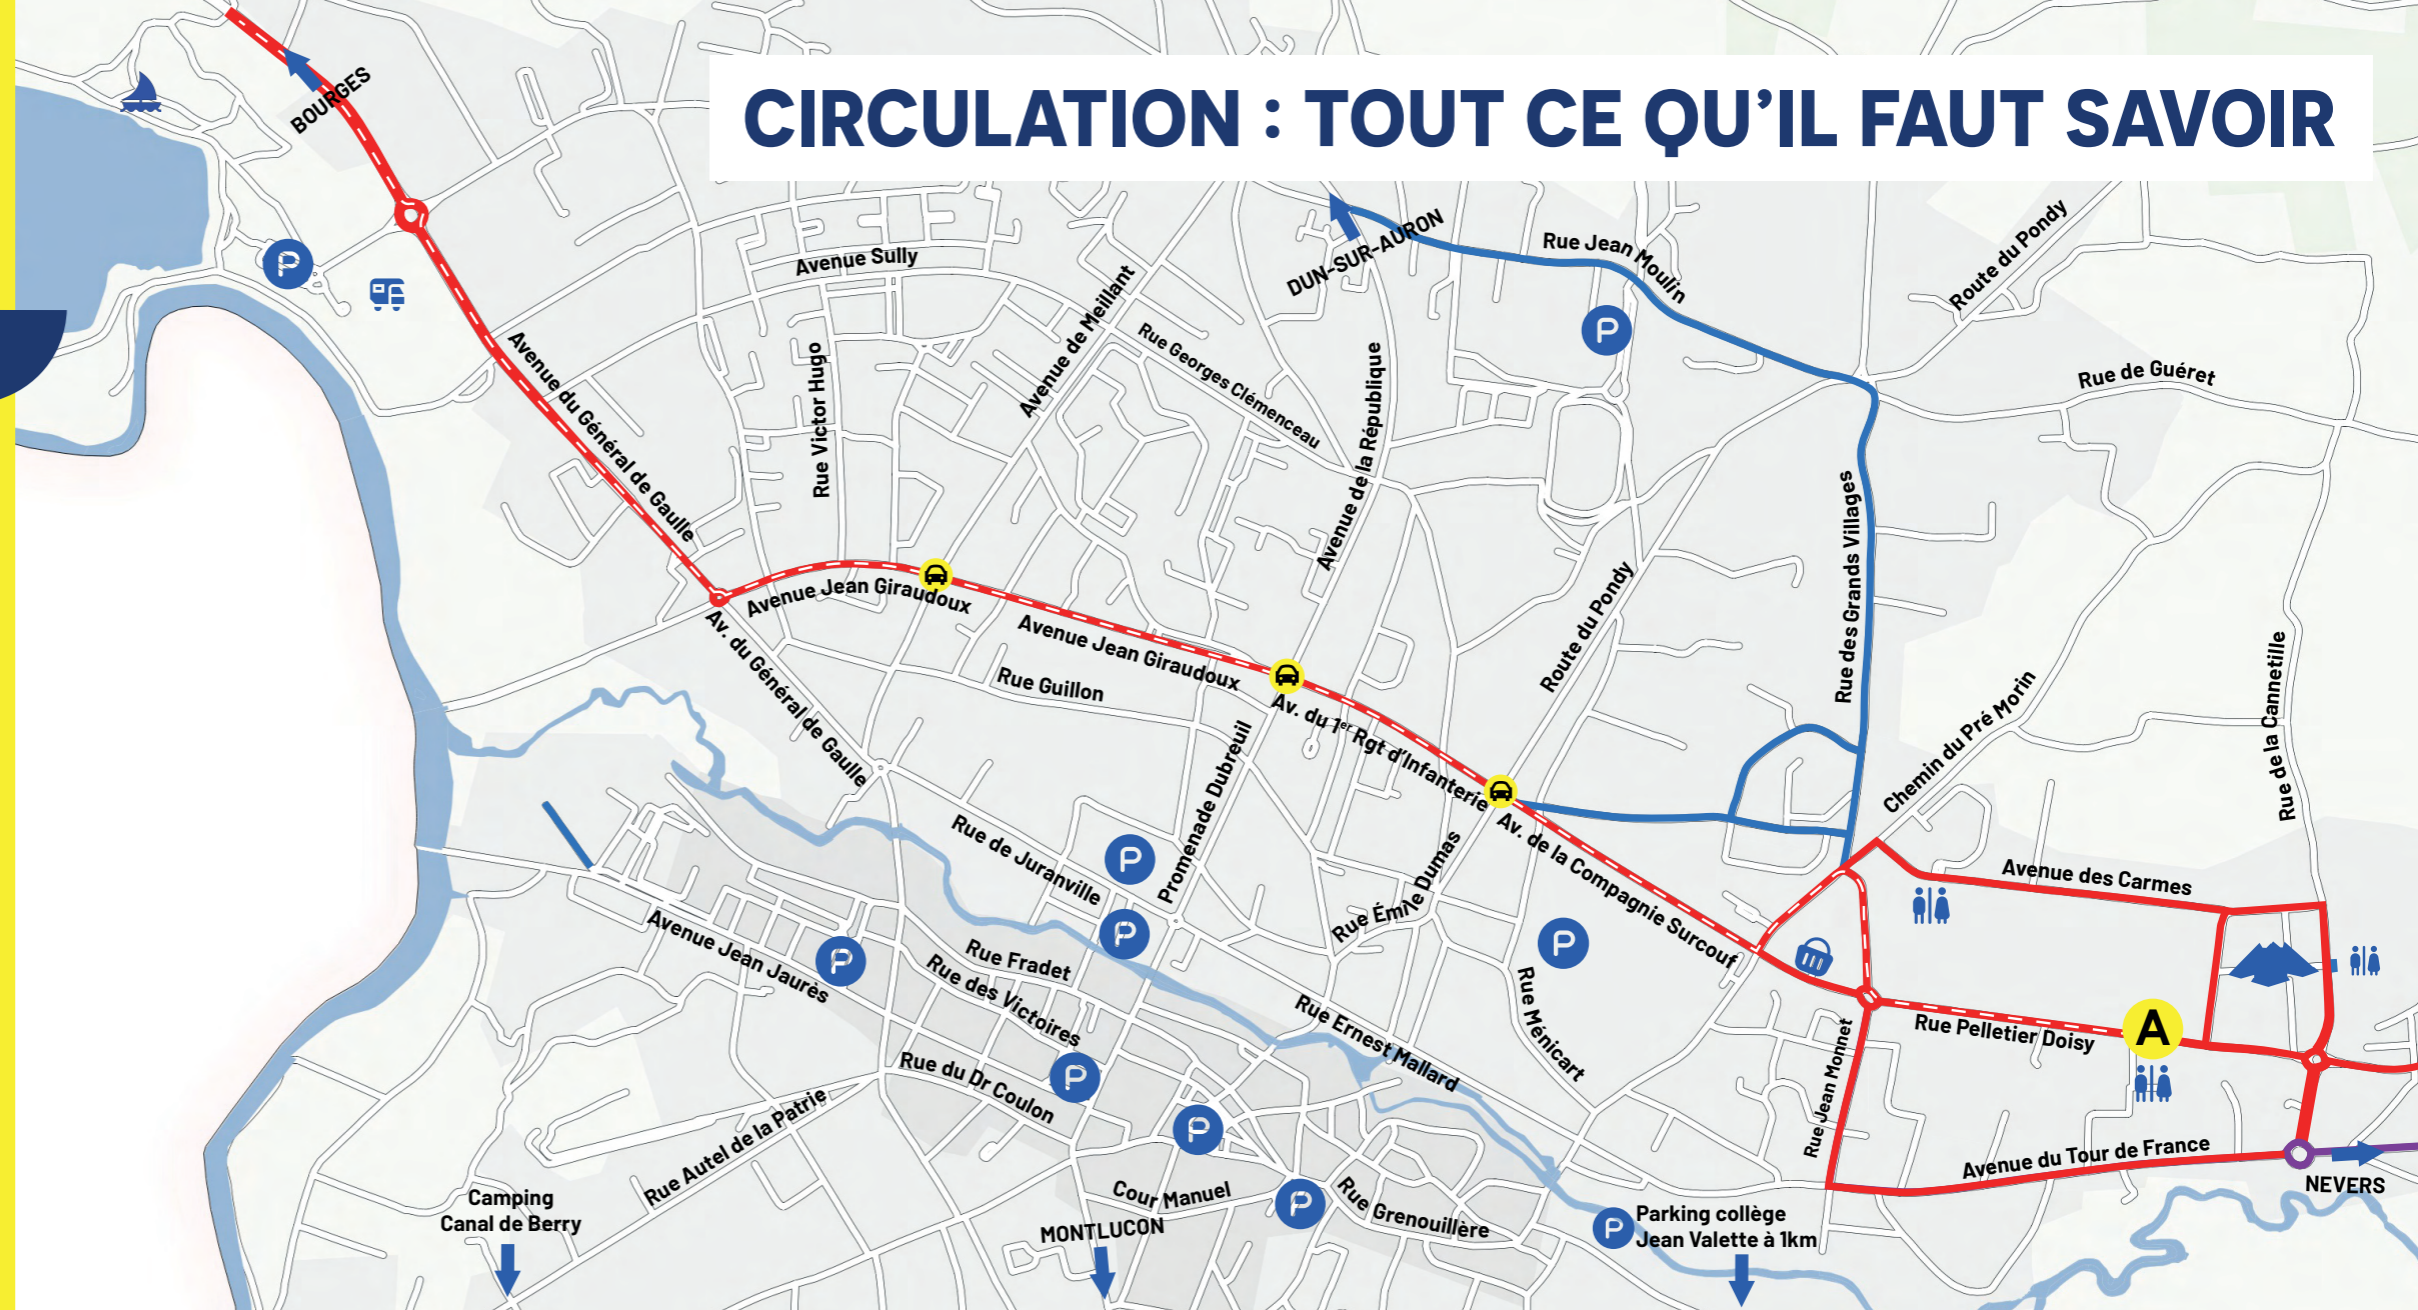 CIRCULATION : TOUT CE QU'IL FAUT SAVOIR
BOURGES
DUN-SUR-AURON
Rue Jean Moulin
Route du Pondy
Avenue Sully
Avenue de Meillant
Rue Georges Clémenceau
Avenue de la République
Rue de Guéret
Avenue du Général de Gaulle
Rue Victor Hugo
Rue des Grands Villages
Route du Pondy
Avenue Jean Giraudoux
Avenue Jean Giraudoux
Av. du Général de Gaulle
Rue Guillon
Av. du 1er Rgt d'Infanterie
Promenade Dubreuil
Chemin du Pré Morin
Rue de la Cannetille
Rue de Juranville
Rue Émile Dumas
Av. de la Compagnie Surcouf
Avenue des Carmes
Avenue Jean Jaurès
Rue Fradet
Rue des Victoires
Rue Ernest Mallard
Rue Ménicart
Rue Jean Monnet
Rue Pelletier Doisy
A
Rue du Dr Coulon
Rue Autel de la Patrie
Avenue du Tour de France
NEVERS
Camping
Canal de Berry
Cour Manuel
MONTLUCON
Rue Grenouillère
Parking collège
Jean Valette à 1km
P
P
P
P
P
P
P
P
P
P